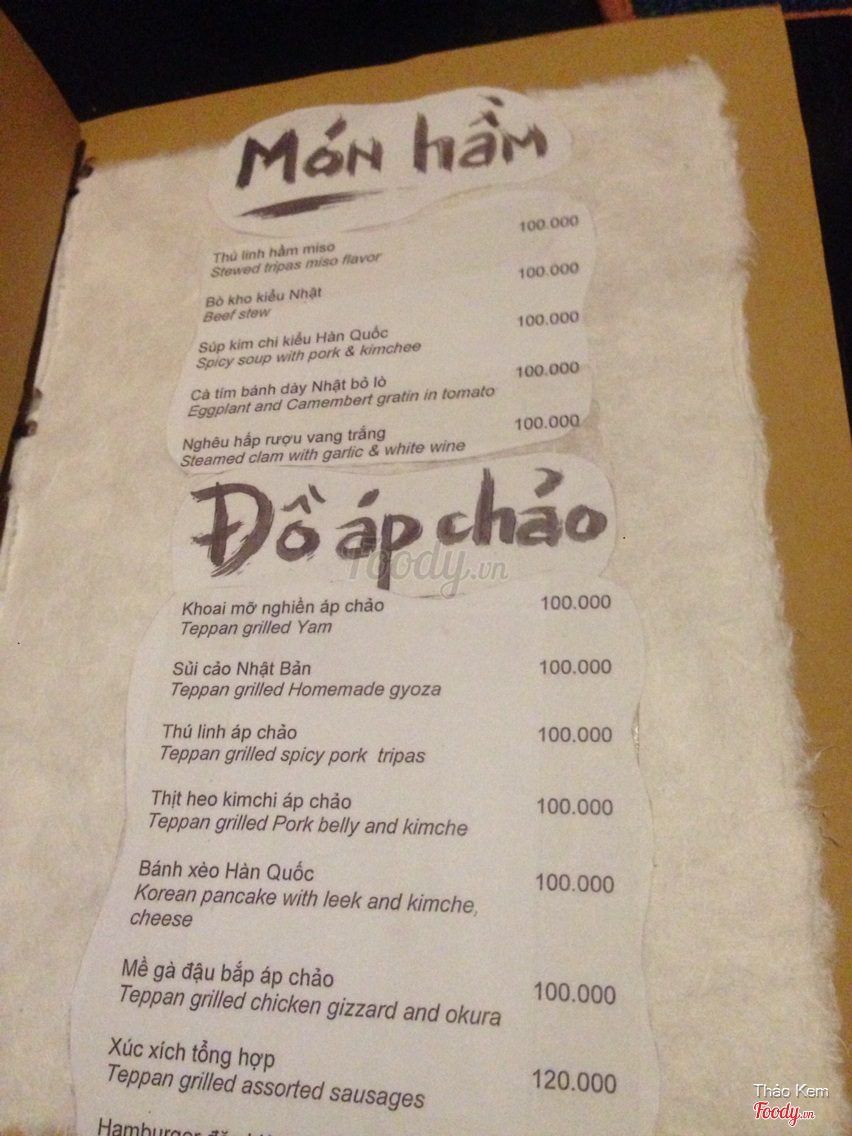 Món hầm
Thú linh hầm miso 100.000
Stewed tripas miso flavor
Bò kho kiểu Nhật 100.000
Beef stew
Súp kim chi kiểu Hàn Quốc 100.000
Spicy soup with pork & kimchee
Cà tím bánh dày Nhật bỏ lò 100.000
Eggplant and Camembert gratin in tomato
Nghêu hấp rượu vang trắng 100.000
Steamed clam with garlic & white wine
Đồ áp chảo
Foody.vn
Khoai mỡ nghiền áp chảo 100.000
Teppan grilled Yam
Sủi cảo Nhật Bản 100.000
Teppan grilled Homemade gyoza
Thú linh áp chảo 100.000
Teppan grilled spicy pork tripas
Thịt heo kimchi áp chảo 100.000
Teppan grilled Pork belly and kimche
Bánh xèo Hàn Quốc 100.000
Korean pancake with leek and kimche,
cheese
Mề gà đậu bắp áp chảo 100.000
Teppan grilled chicken gizzard and okura
Xúc xích tổng hợp 120.000
Teppan grilled assorted sausages
Hamburger
Thảo Kem
Foody.vn